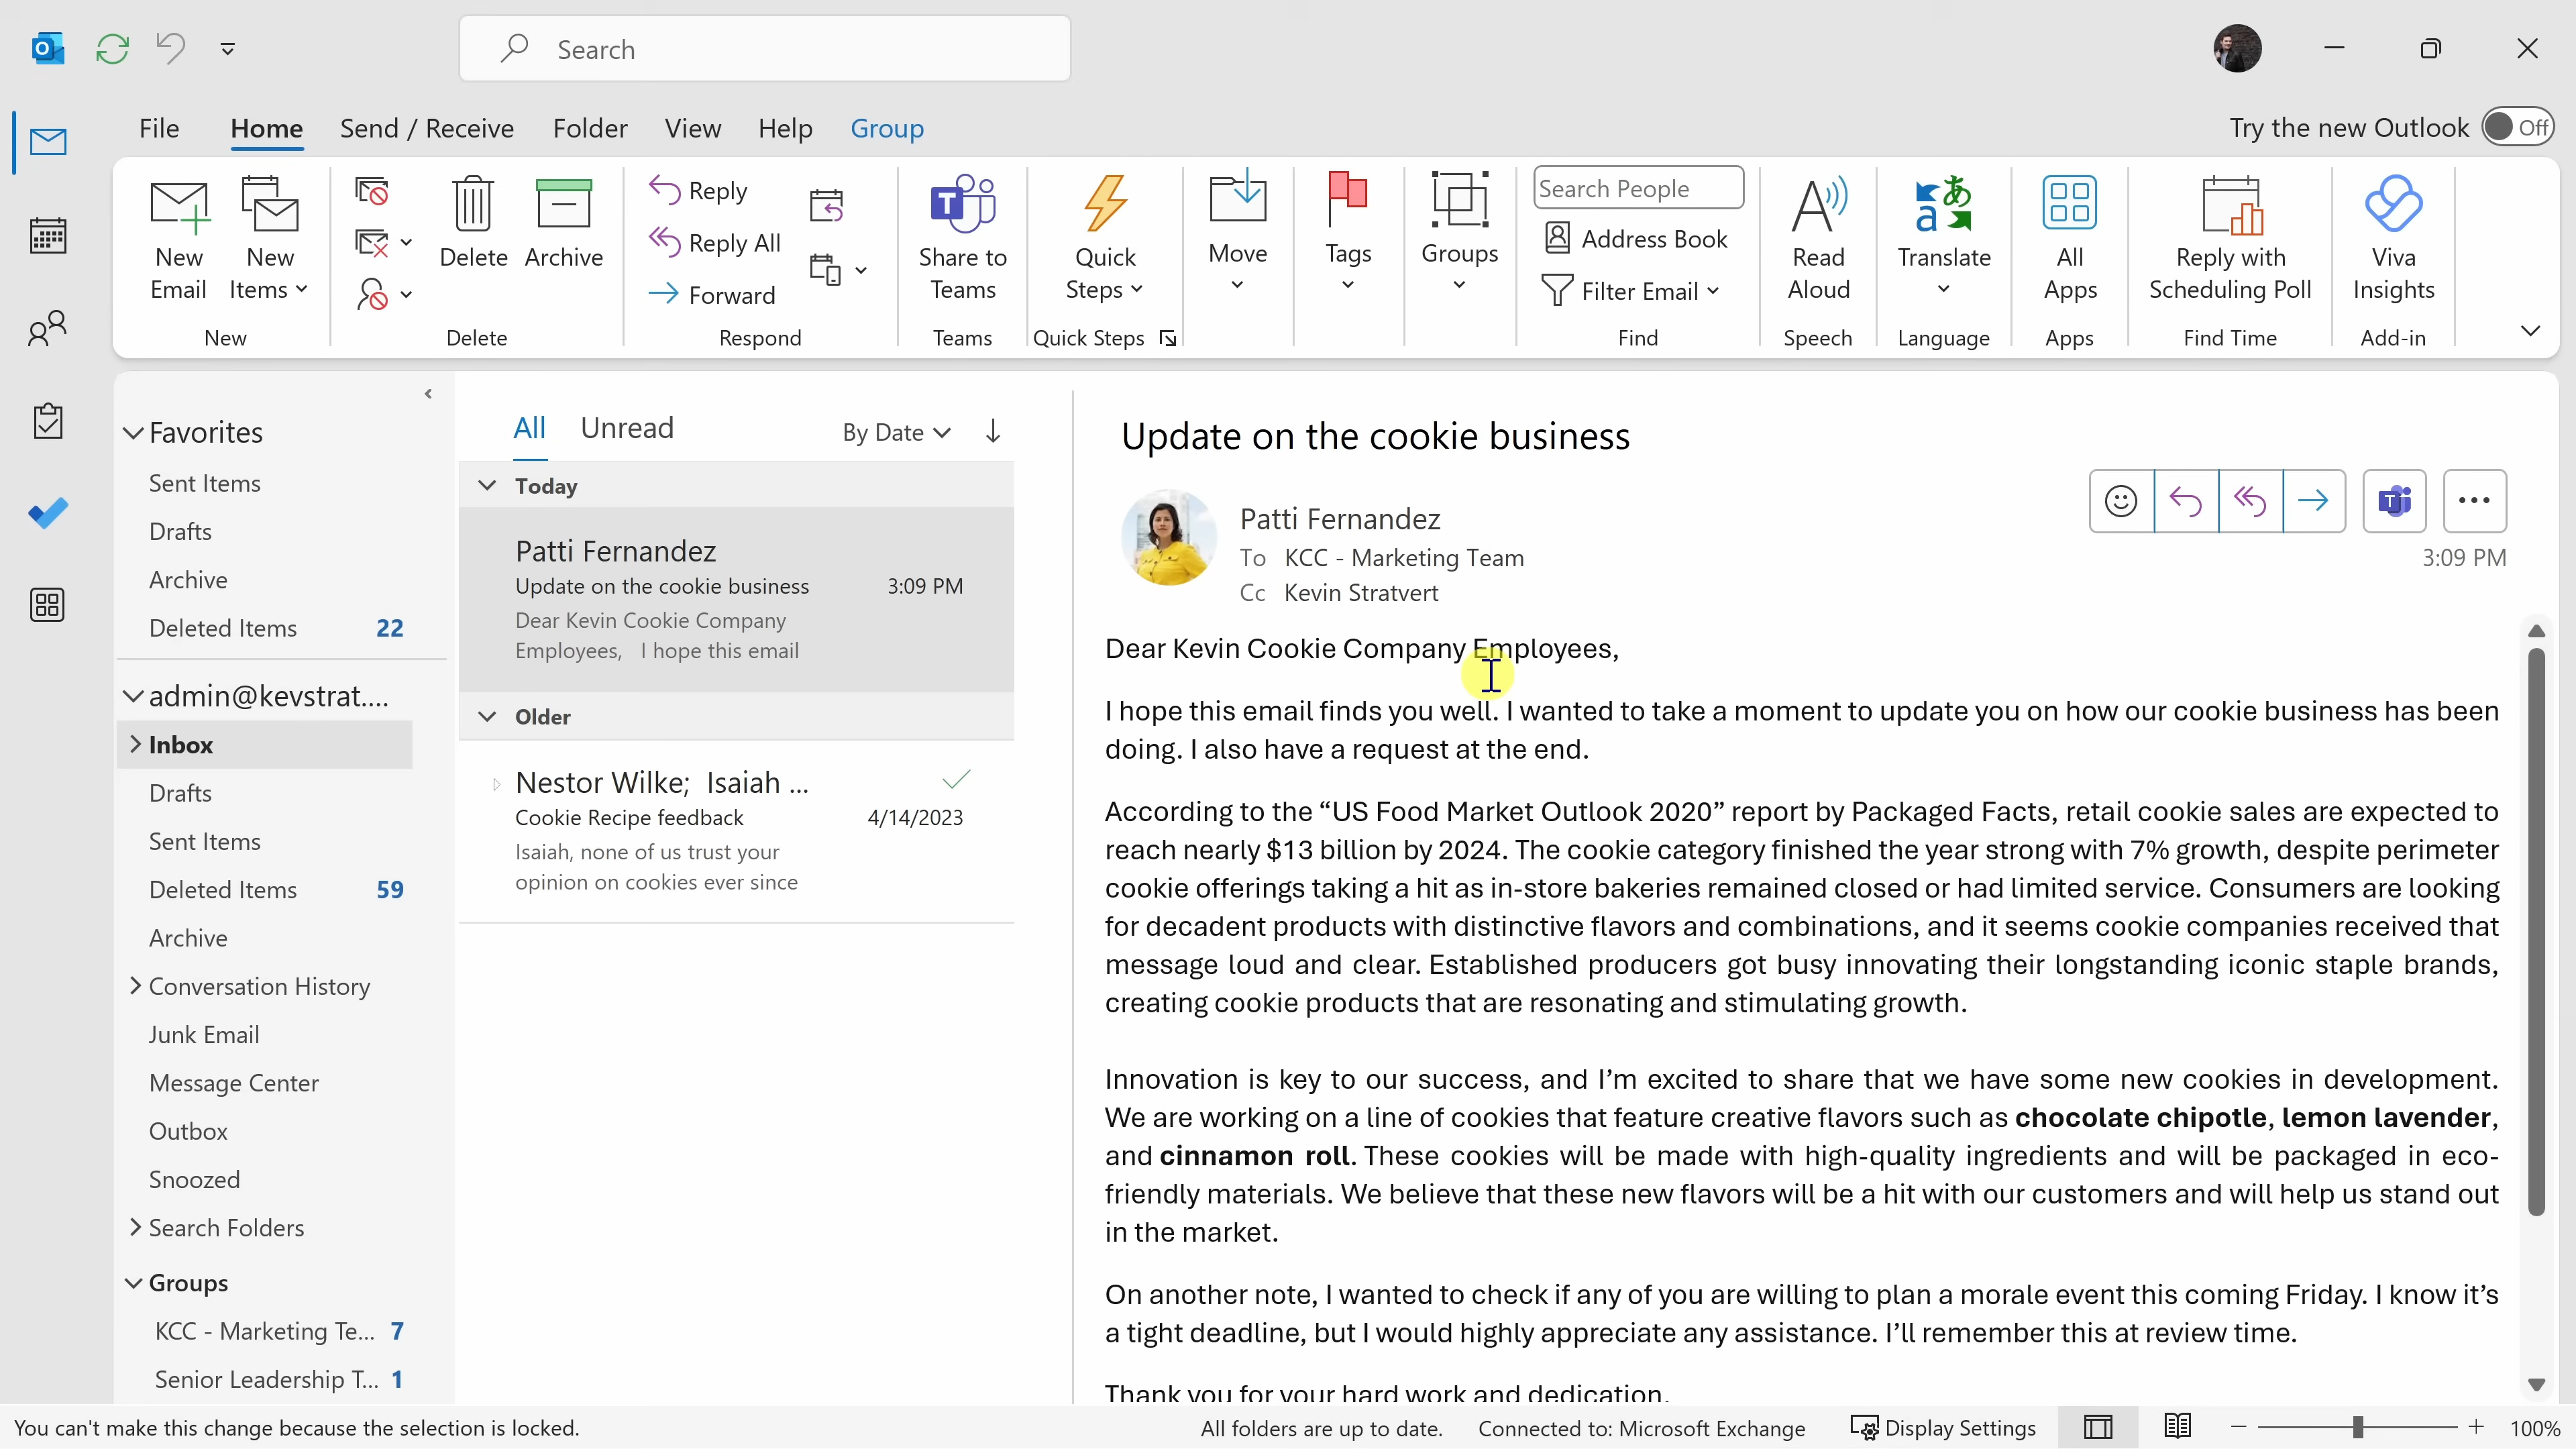 Search
File Home Send / Receive Folder View Help Group
Try the new Outlook Off
New Email
New Items
New
Delete
Archive
Delete
Reply
Reply All
Forward
Respond
Share to Teams
Teams
Quick Steps
Quick Steps
Move
Tags
Groups
Search People
Address Book
Filter Email
Find
Read Aloud
Speech
Translate
Language
All Apps
Apps
Reply with Scheduling Poll
Find Time
Viva Insights
Add-in
Favorites
Sent Items
Drafts
Archive
Deleted Items 22
admin@kevstrat....
Inbox
Drafts
Sent Items
Deleted Items 59
Archive
Conversation History
Junk Email
Message Center
Outbox
Snoozed
Search Folders
Groups
KCC - Marketing Te... 7
Senior Leadership T... 1
All Unread By Date
Today
Patti Fernandez
Update on the cookie business 3:09 PM
Dear Kevin Cookie Company
Employees, I hope this email
Older
Nestor Wilke; Isaiah ...
Cookie Recipe feedback 4/14/2023
Isaiah, none of us trust your
opinion on cookies ever since
Update on the cookie business
Patti Fernandez
To KCC - Marketing Team
Cc Kevin Stratvert
3:09 PM
Dear Kevin Cookie Company Employees,
I hope this email finds you well. I wanted to take a moment to update you on how our cookie business has been
doing. I also have a request at the end.
According to the “US Food Market Outlook 2020” report by Packaged Facts, retail cookie sales are expected to
reach nearly $13 billion by 2024. The cookie category finished the year strong with 7% growth, despite perimeter
cookie offerings taking a hit as in-store bakeries remained closed or had limited service. Consumers are looking
for decadent products with distinctive flavors and combinations, and it seems cookie companies received that
message loud and clear. Established producers got busy innovating their longstanding iconic staple brands,
creating cookie products that are resonating and stimulating growth.
Innovation is key to our success, and I’m excited to share that we have some new cookies in development.
We are working on a line of cookies that feature creative flavors such as chocolate chipotle, lemon lavender,
and cinnamon roll. These cookies will be made with high-quality ingredients and will be packaged in eco-
friendly materials. We believe that these new flavors will be a hit with our customers and will help us stand out
in the market.
On another note, I wanted to check if any of you are willing to plan a morale event this coming Friday. I know it’s
a tight deadline, but I would highly appreciate any assistance. I’ll remember this at review time.
Thank you for your hard work and dedication.
You can't make this change because the selection is locked.
All folders are up to date. Connected to: Microsoft Exchange Display Settings 100%